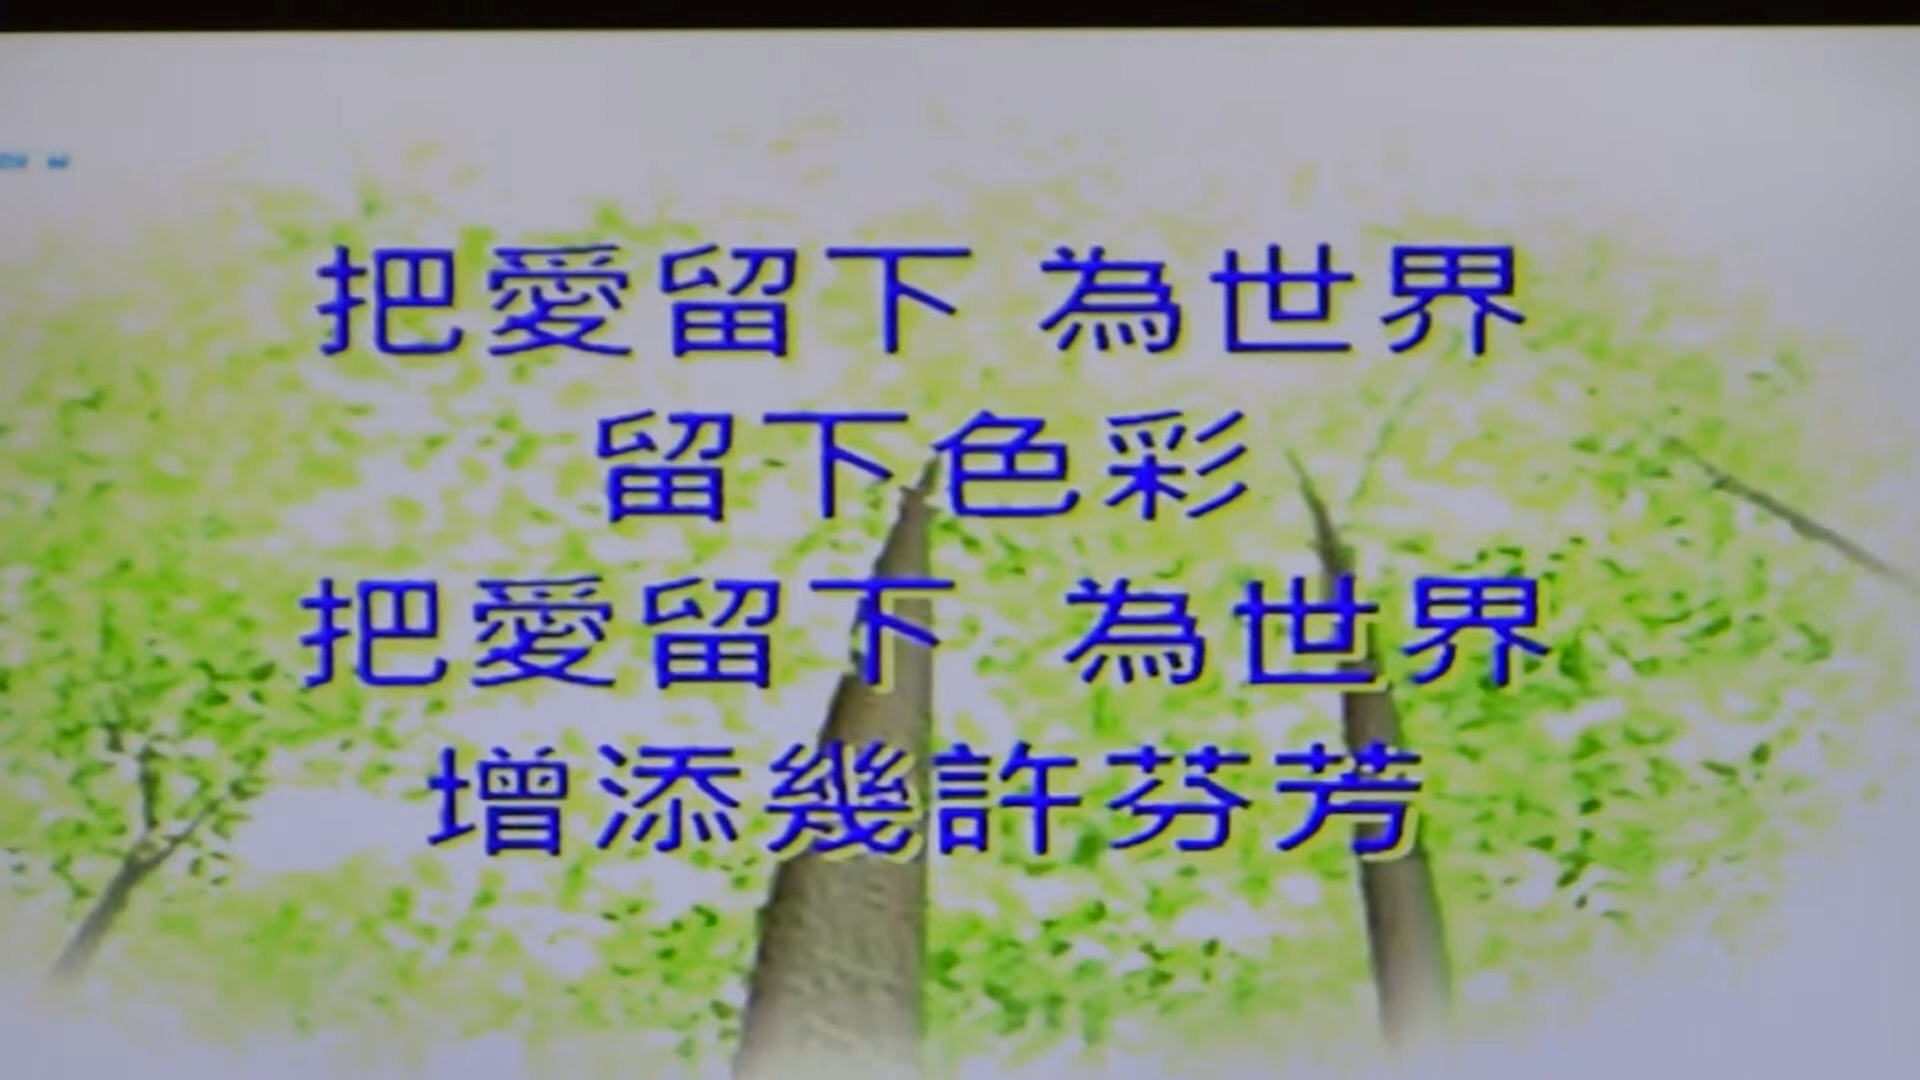 把愛留下 為世界
留下色彩
把愛留下 為世界
增添幾許芬芳